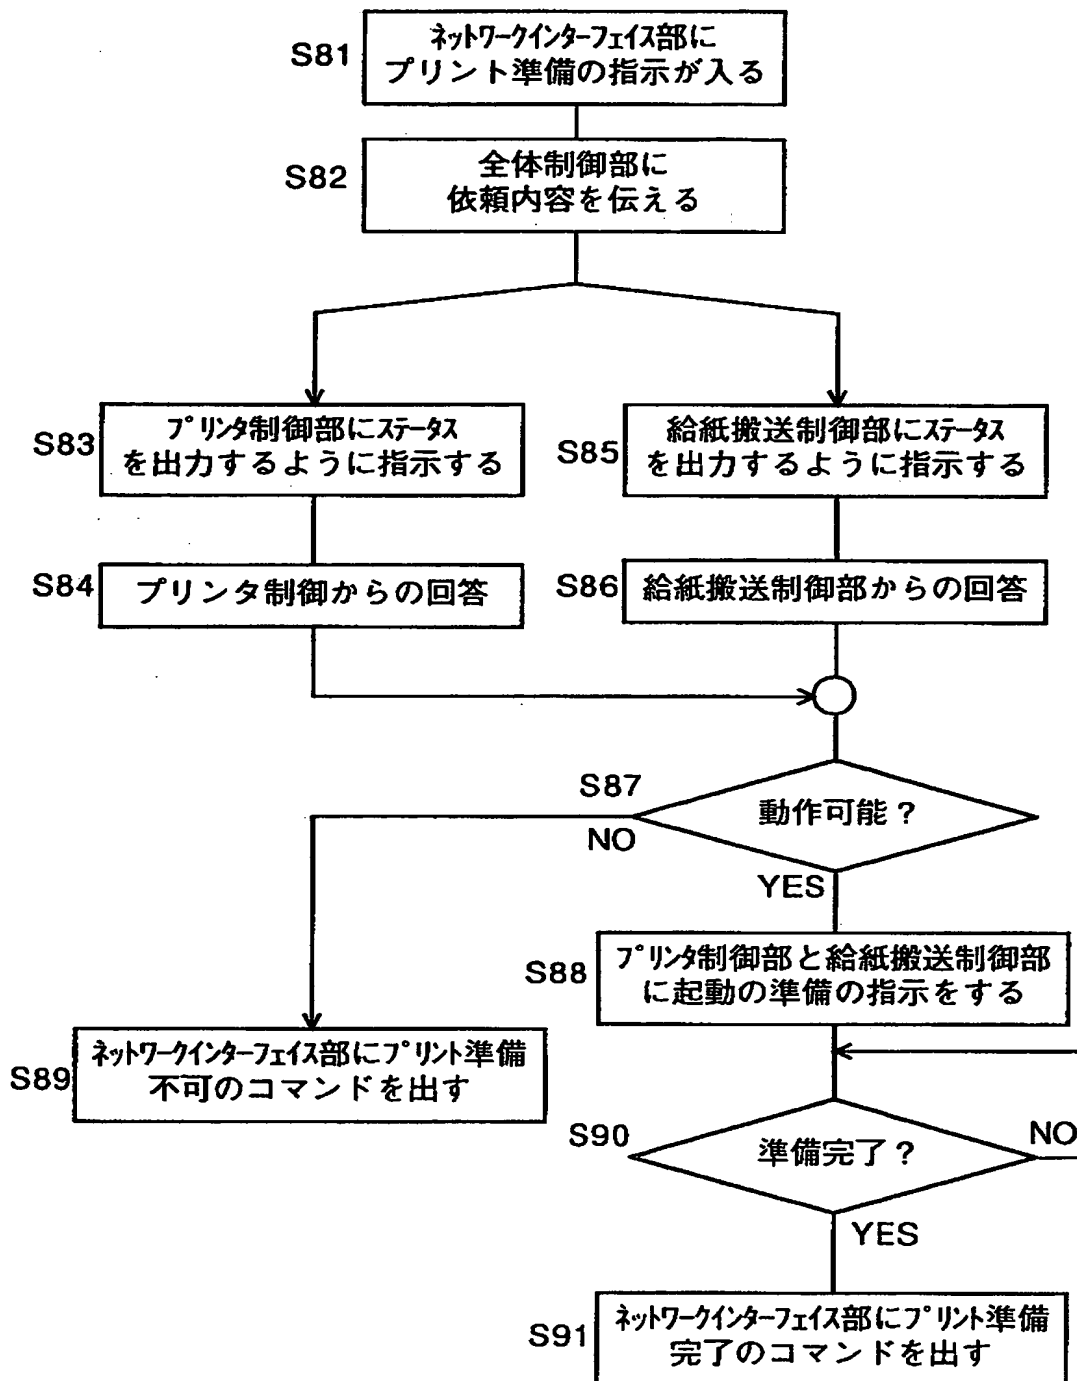 S81
ネットワークインターフェイス部に
プリント準備の指示が入る
S82
全体制御部に
依頼内容を伝える
S83
プリンタ制御部にステータス
を出力するように指示する
S85
給紙搬送制御部にステータス
を出力するように指示する
S84
プリンタ制御からの回答
S86
給紙搬送制御部からの回答
S87
動作可能？
NO
YES
S88
プリンタ制御部と給紙搬送制御部
に起動の準備の指示をする
S89
ネットワークインターフェイス部にプリント準備
不可のコマンドを出す
S90
準備完了？
NO
YES
S91
ネットワークインターフェイス部にプリント準備
完了のコマンドを出す